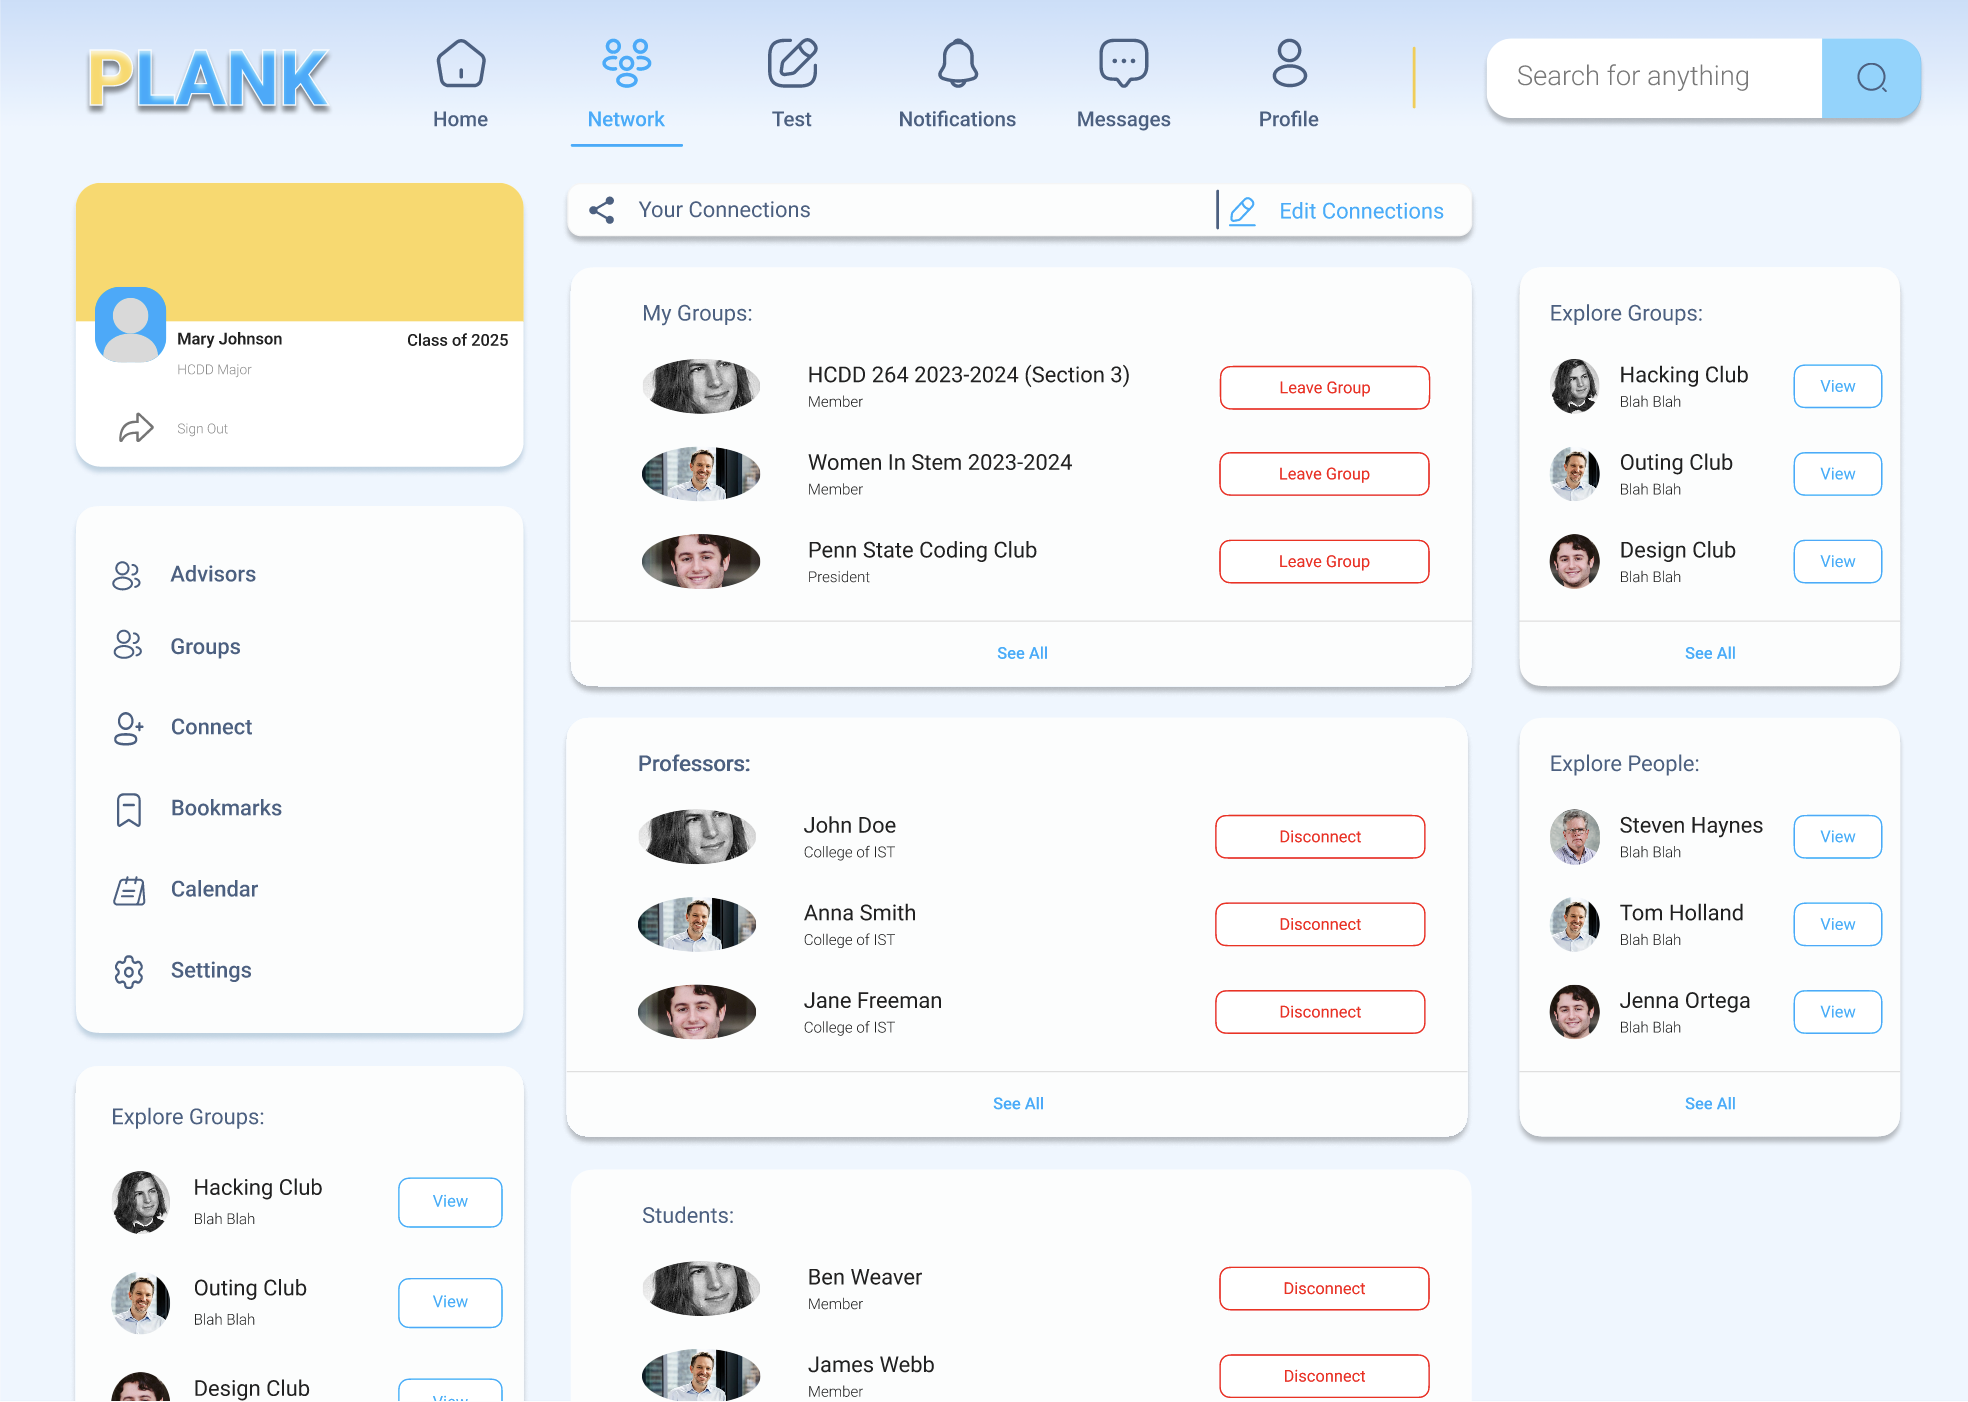 PLANK
Home
Network
Test
Notifications
Messages
Profile
Search for anything
Mary Johnson
Class of 2025
HCDD Major
Sign Out
Advisors
Groups
Connect
Bookmarks
Calendar
Settings
Explore Groups:
Hacking Club
Blah Blah
View
Outing Club
Blah Blah
View
Design Club
View
Your Connections
Edit Connections
My Groups:
HCDD 264 2023-2024 (Section 3)
Member
Leave Group
Women In Stem 2023-2024
Member
Leave Group
Penn State Coding Club
President
Leave Group
See All
Professors:
John Doe
College of IST
Disconnect
Anna Smith
College of IST
Disconnect
Jane Freeman
College of IST
Disconnect
See All
Students:
Ben Weaver
Member
Disconnect
James Webb
Member
Disconnect
Explore Groups:
Hacking Club
Blah Blah
View
Outing Club
Blah Blah
View
Design Club
Blah Blah
View
See All
Explore People:
Steven Haynes
Blah Blah
View
Tom Holland
Blah Blah
View
Jenna Ortega
Blah Blah
View
See All